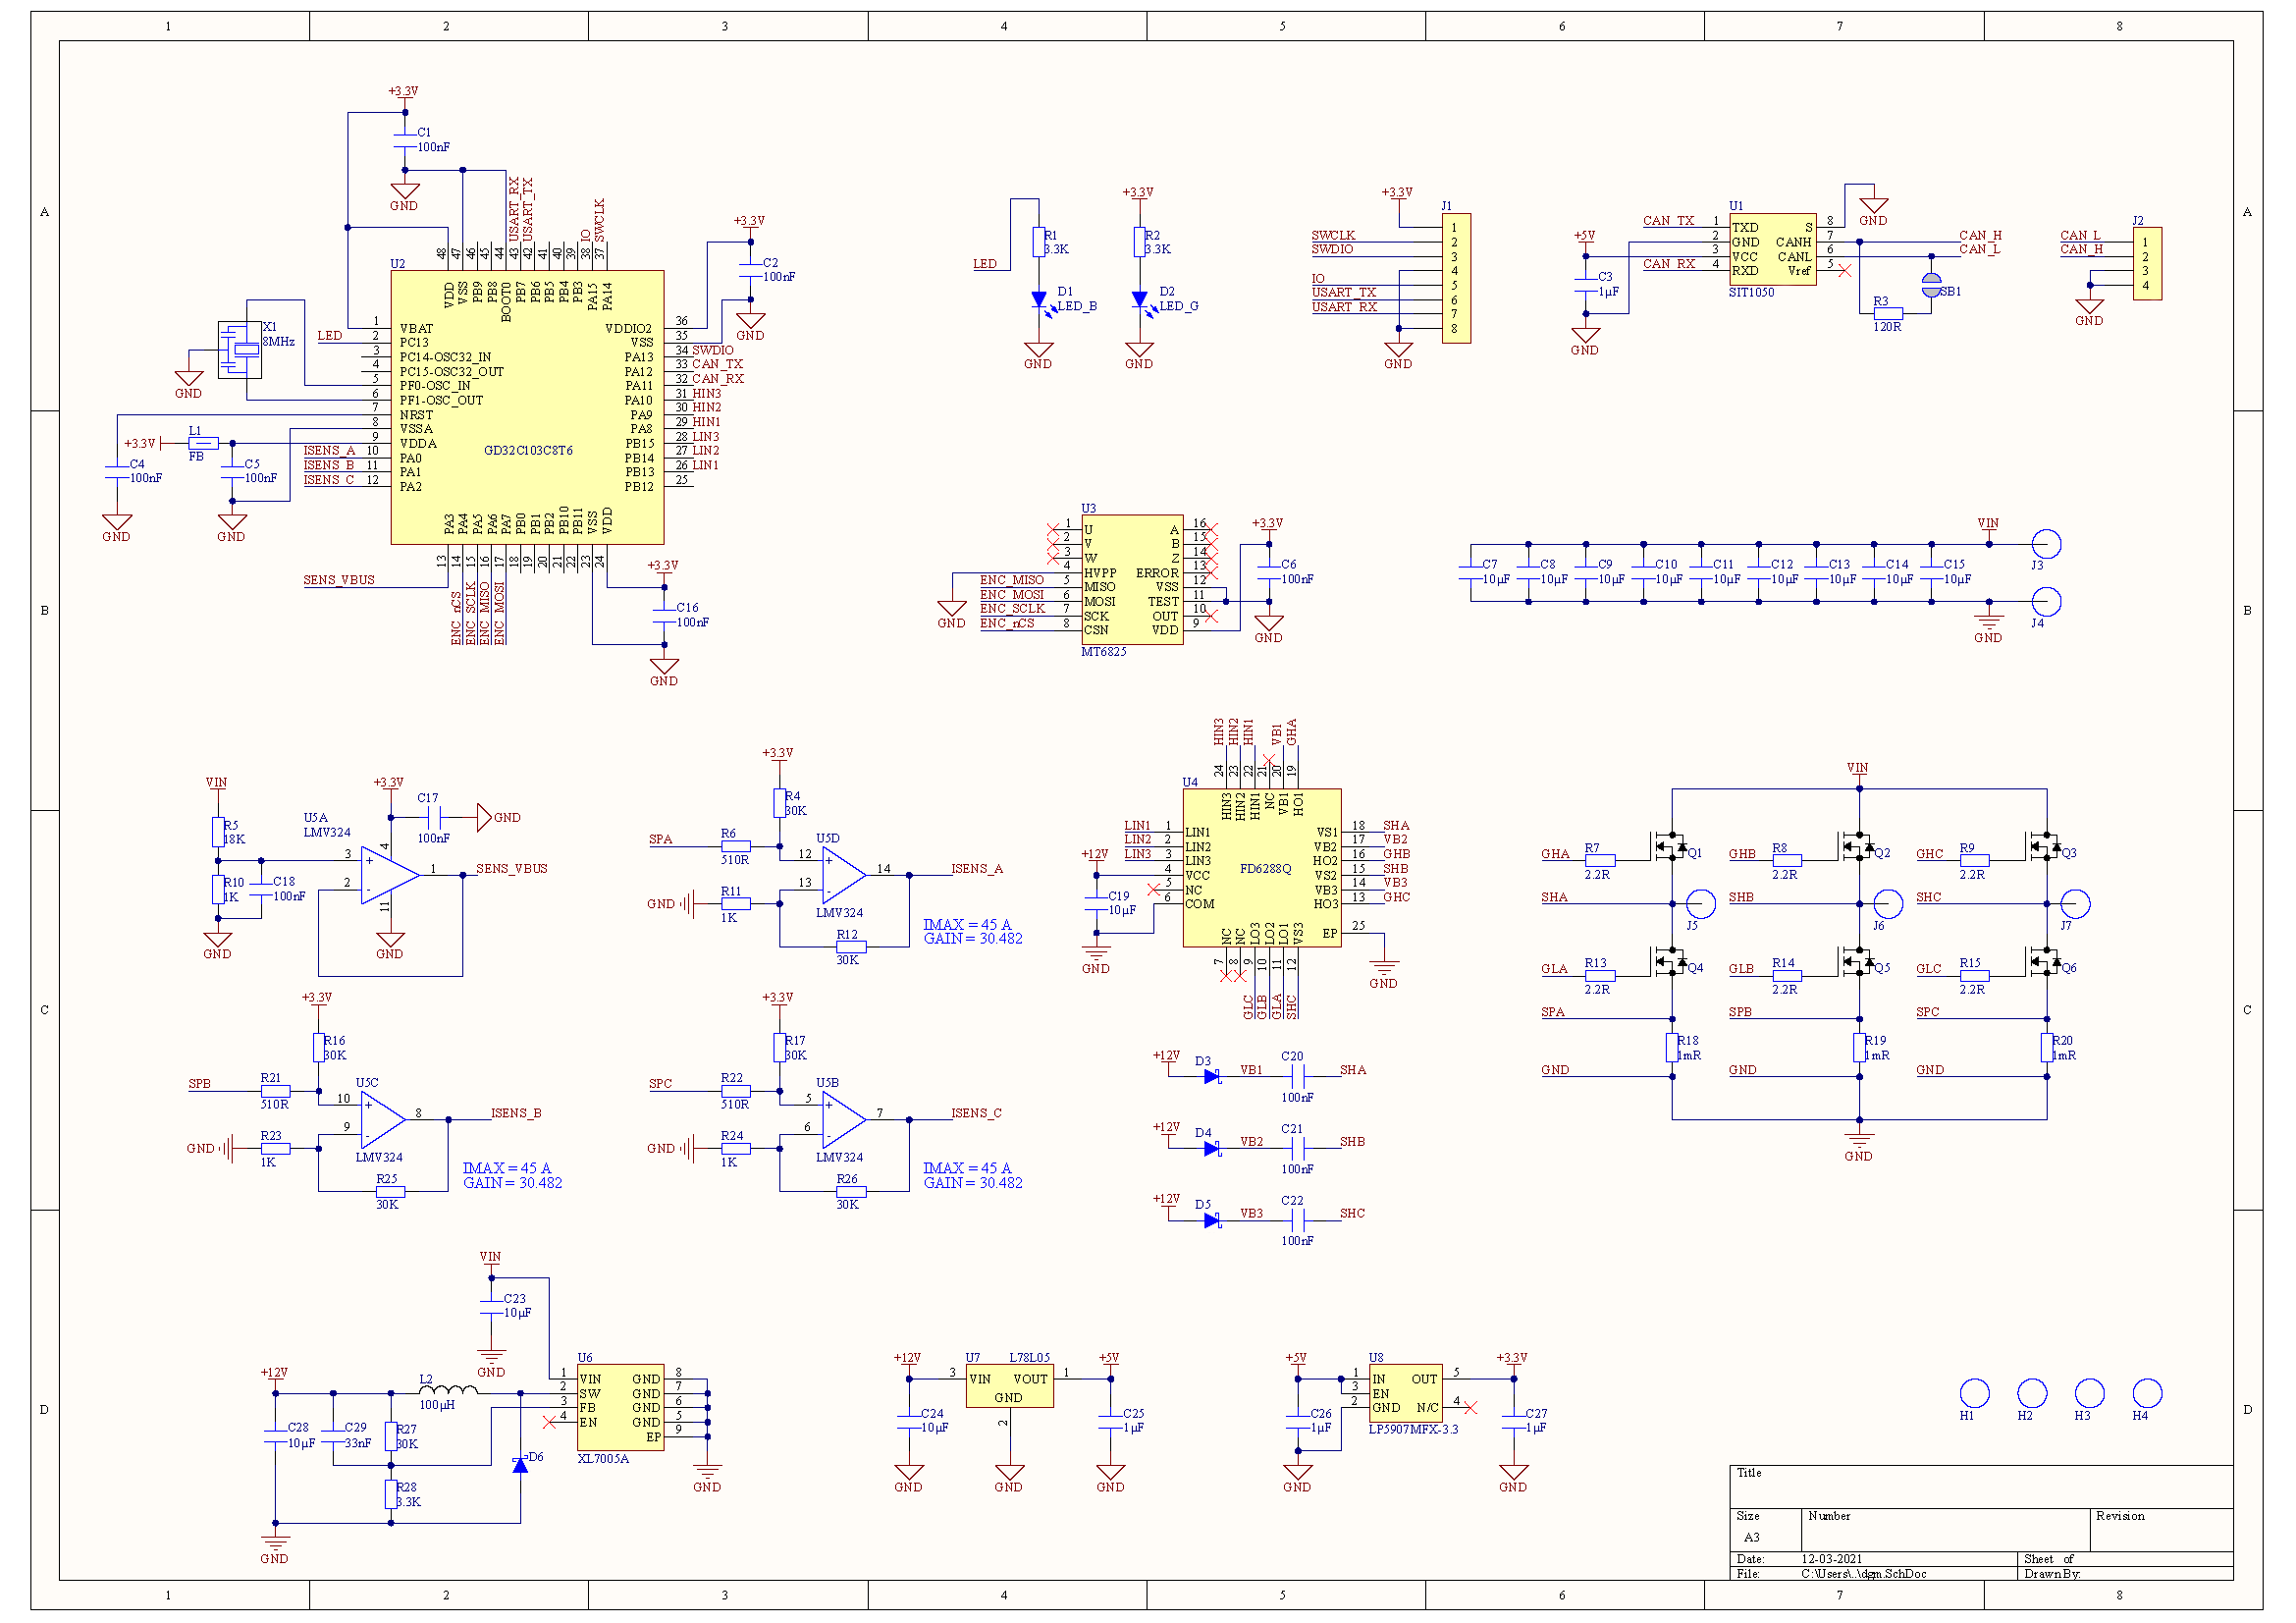 1 2 3 4 5 6 7 8
A A
B B
C C
D D
1 2 3 4 5 6 7 8
+3.3V
C1
100nF
GND
USART_RX
USART_TX
IO
SWCLK
+3.3V
C2
100nF
GND
U2
48 47 46 45 44 43 42 41 40 39 38 37
VDD VSS PB9 PB8 BOOT0 PB7 PB6 PB5 PB4 PB3 PA15 PA14
X1
8MHz
GND
LED
1 VBAT
2 PC13
3 PC14-OSC32_IN
4 PC15-OSC32_OUT
5 PF0-OSC_IN
6 PF1-OSC_OUT
7 NRST
8 VSSA
9 VDDA
ISENS_A 10 PA0
ISENS_B 11 PA1
ISENS_C 12 PA2
VDDIO2 36
VSS 35
PA13 34 SWDIO
PA12 33 CAN_TX
PA11 32 CAN_RX
PA10 31 HIN3
PA9 30 HIN2
PA8 29 HIN1
PB15 28 LIN3
PB14 27 LIN2
PB13 26 LIN1
PB12 25
GD32C103C8T6
+3.3V
L1
FB
C4
100nF
GND
C5
100nF
GND
PA3 PA4 PA5 PA6 PA7 PB0 PB1 PB2 PB10 PB11 VSS VDD
13 14 15 16 17 18 19 20 21 22 23 24
SENS_VBUS
ENC_nCS
ENC_SCLK
ENC_MISO
ENC_MOSI
+3.3V
C16
100nF
GND
LED
R1
3.3K
D1
LED_B
GND
+3.3V
R2
3.3K
D2
LED_G
GND
+3.3V
J1
SWCLK
SWDIO
IO
USART_TX
USART_RX
1
2
3
4
5
6
7
8
GND
+5V
C3
1µF
GND
U1
CAN_TX 1 TXD
2 GND
3 VCC
CAN_RX 4 RXD
S 8
CANH 7
CANL 6
Vref 5
SIT1050
GND
CAN_H
CAN_L
SB1
R3
120R
J2
CAN_L 1
CAN_H 2
3
4
GND
U3
1 U
2 V
3 W
4 HVPP
ENC_MISO 5 MISO
ENC_MOSI 6 MOSI
ENC_SCLK 7 SCK
ENC_nCS 8 CSN
A 16
B 15
Z 14
ERROR 13
VSS 12
TEST 11
OUT 10
VDD 9
MT6825
GND
+3.3V
C6
100nF
GND
VIN
C7
10µF
C8
10µF
C9
10µF
C10
10µF
C11
10µF
C12
10µF
C13
10µF
C14
10µF
C15
10µF
J3
J4
GND
VIN
R5
18K
R10
1K
C18
100nF
GND
U5A
LMV324
+3.3V
C17
100nF
GND
3
2
4
11
1
SENS_VBUS
GND
+3.3V
R4
30K
SPA
R6
510R
GND
R11
1K
U5D
12
13
14
LMV324
R12
30K
ISENS_A
IMAX = 45 A
GAIN = 30.482
+3.3V
R16
30K
SPB
R21
510R
GND
R23
1K
U5C
10
9
8
LMV324
R25
30K
ISENS_B
IMAX = 45 A
GAIN = 30.482
+3.3V
R17
30K
SPC
R22
510R
GND
R24
1K
U5B
5
6
7
LMV324
R26
30K
ISENS_C
IMAX = 45 A
GAIN = 30.482
HIN3 HIN2 HIN1 VB1 GHA
24 23 22 21 20 19
HIN3 HIN2 HIN1 NC VB1 HO1
U4
LIN1 1 LIN1
LIN2 2 LIN2
LIN3 3 LIN3
4 VCC
5 NC
6 COM
VS1 18 SHA
VB2 17 VB2
HO2 16 GHB
VS2 15 SHB
VB3 14 VB3
HO3 13 GHC
EP 25
FD6288Q
+12V
C19
10µF
GND
NC NC LO3 LO2 LO1 VS3
7 8 9 10 11 12
GLC GLB GLA SHC
GND
+12V
D3
VB1
C20
100nF
SHA
+12V
D4
VB2
C21
100nF
SHB
+12V
D5
VB3
C22
100nF
SHC
VIN
GHA
R7
2.2R
Q1
GHB
R8
2.2R
Q2
GHC
R9
2.2R
Q3
SHA
J5
SHB
J6
SHC
J7
GLA
R13
2.2R
Q4
GLB
R14
2.2R
Q5
GLC
R15
2.2R
Q6
SPA
R18
1mR
GND
SPB
R19
1mR
GND
SPC
R20
1mR
GND
GND
VIN
C23
10µF
GND
+12V
L2
100µH
C28
10µF
C29
33nF
R27
30K
R28
3.3K
D6
GND
U6
1 VIN
2 SW
3 FB
4 EN
GND 8
GND 7
GND 6
GND 5
EP 9
XL7005A
GND
+12V
C24
10µF
GND
U7
L78L05
3 VIN
VOUT 1
GND
2
GND
+5V
C25
1µF
GND
+5V
C26
1µF
GND
U8
1 IN
3 EN
2 GND
OUT 5
N/C 4
LP5907MFX-3.3
+3.3V
C27
1µF
GND
H1
H2
H3
H4
Title
Size
A3
Number
Revision
Date: 12-03-2021
Sheet of
File: C:\Users\..\dgm.SchDoc
Drawn By: